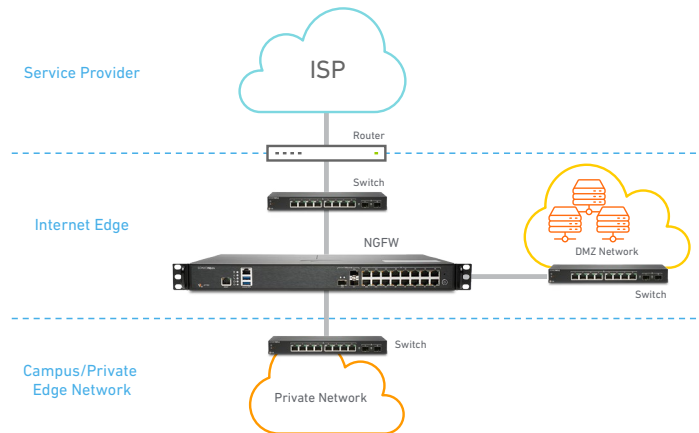 ISP
Service Provider
Router
Switch
Internet Edge
NGFW
DMZ Network
Switch
Switch
Campus/Private
Edge Network
Private Network